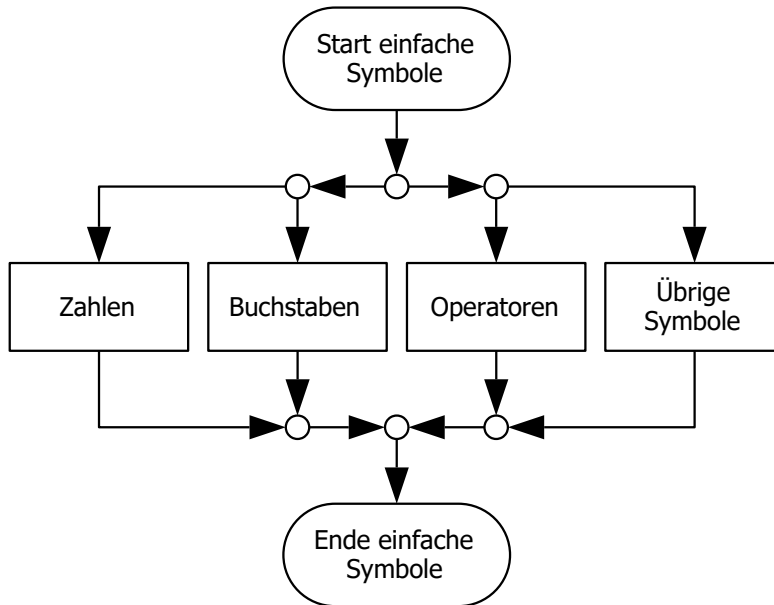 Start einfache
Symbole
Zahlen
Buchstaben
Operatoren
Übrige
Symbole
Ende einfache
Symbole